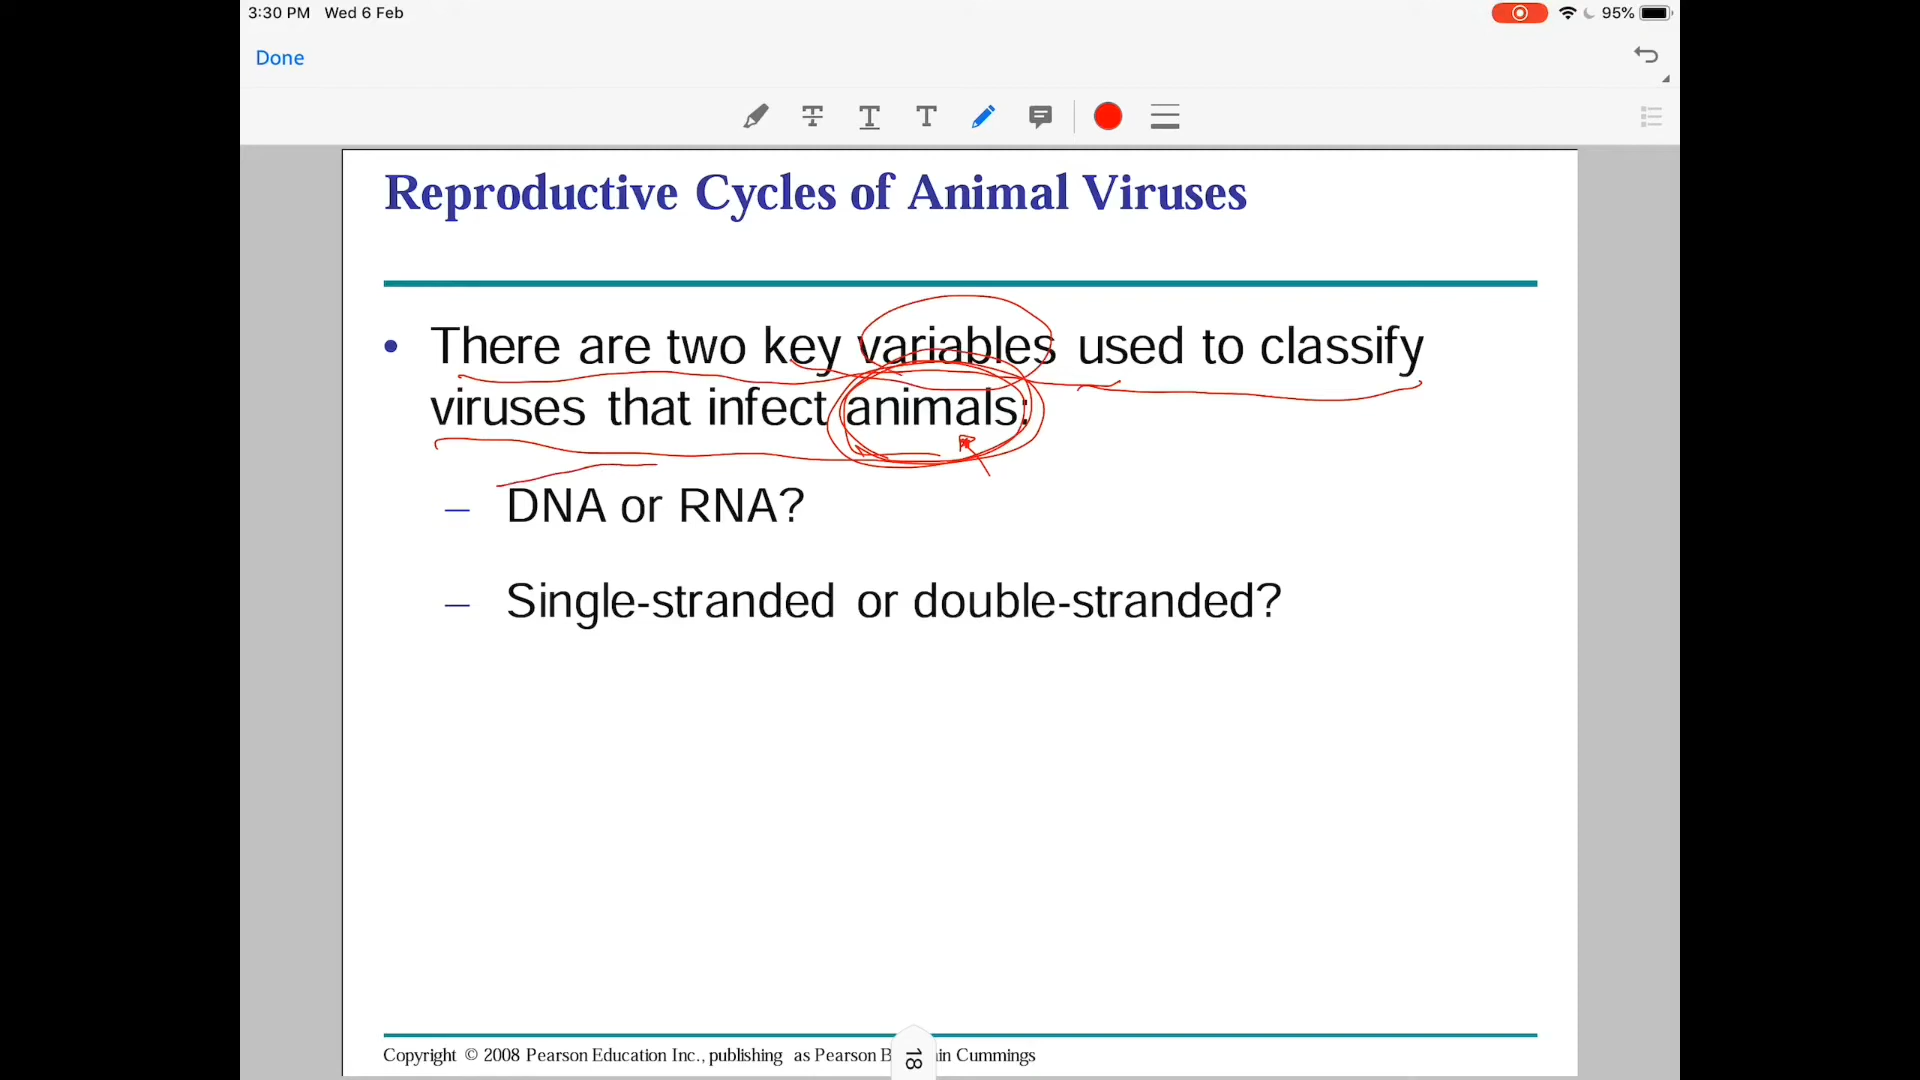 3:30 PM Wed 6 Feb
95%
Done
Reproductive Cycles of Animal Viruses
• There are two key variables used to classify
viruses that infect animals:
– DNA or RNA?
– Single-stranded or double-stranded?
Copyright © 2008 Pearson Education Inc., publishing as Pearson B in Cummings
18